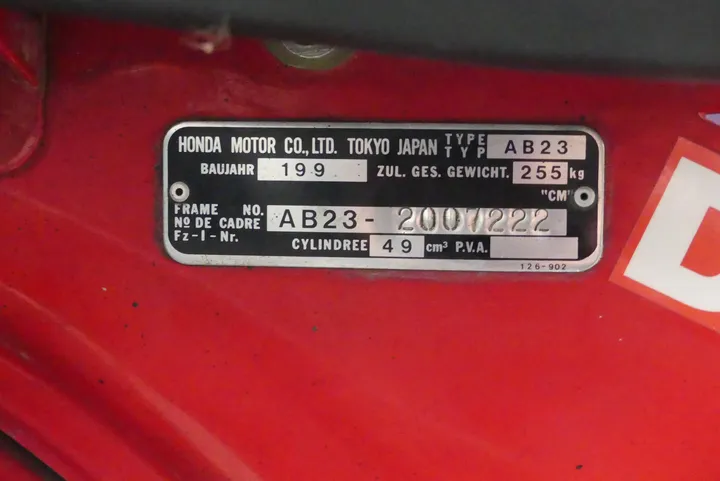 HONDA MOTOR CO., LTD. TOKYO JAPAN TYPE TYP AB23
BAUJAHR 199 ZUL. GES. GEWICHT. 255 kg
"CM"
FRAME NO.
Nº DE CADRE AB23-2007222
Fz-I-Nr.
CYLINDREE 49 cm³ P.V.A.
126-902
D